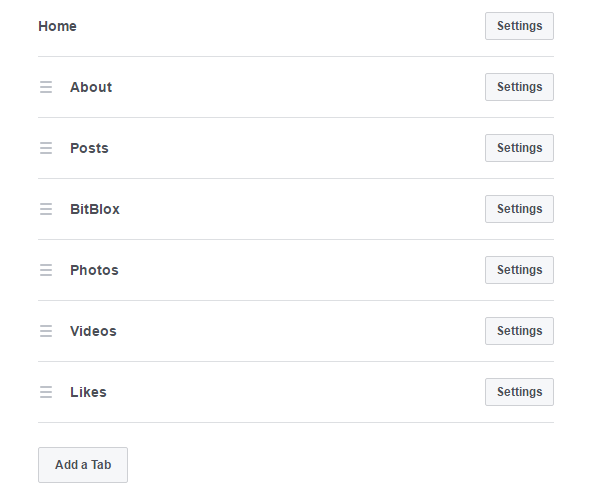 Home Settings
About Settings
Posts Settings
BitBlox Settings
Photos Settings
Videos Settings
Likes Settings
Add a Tab